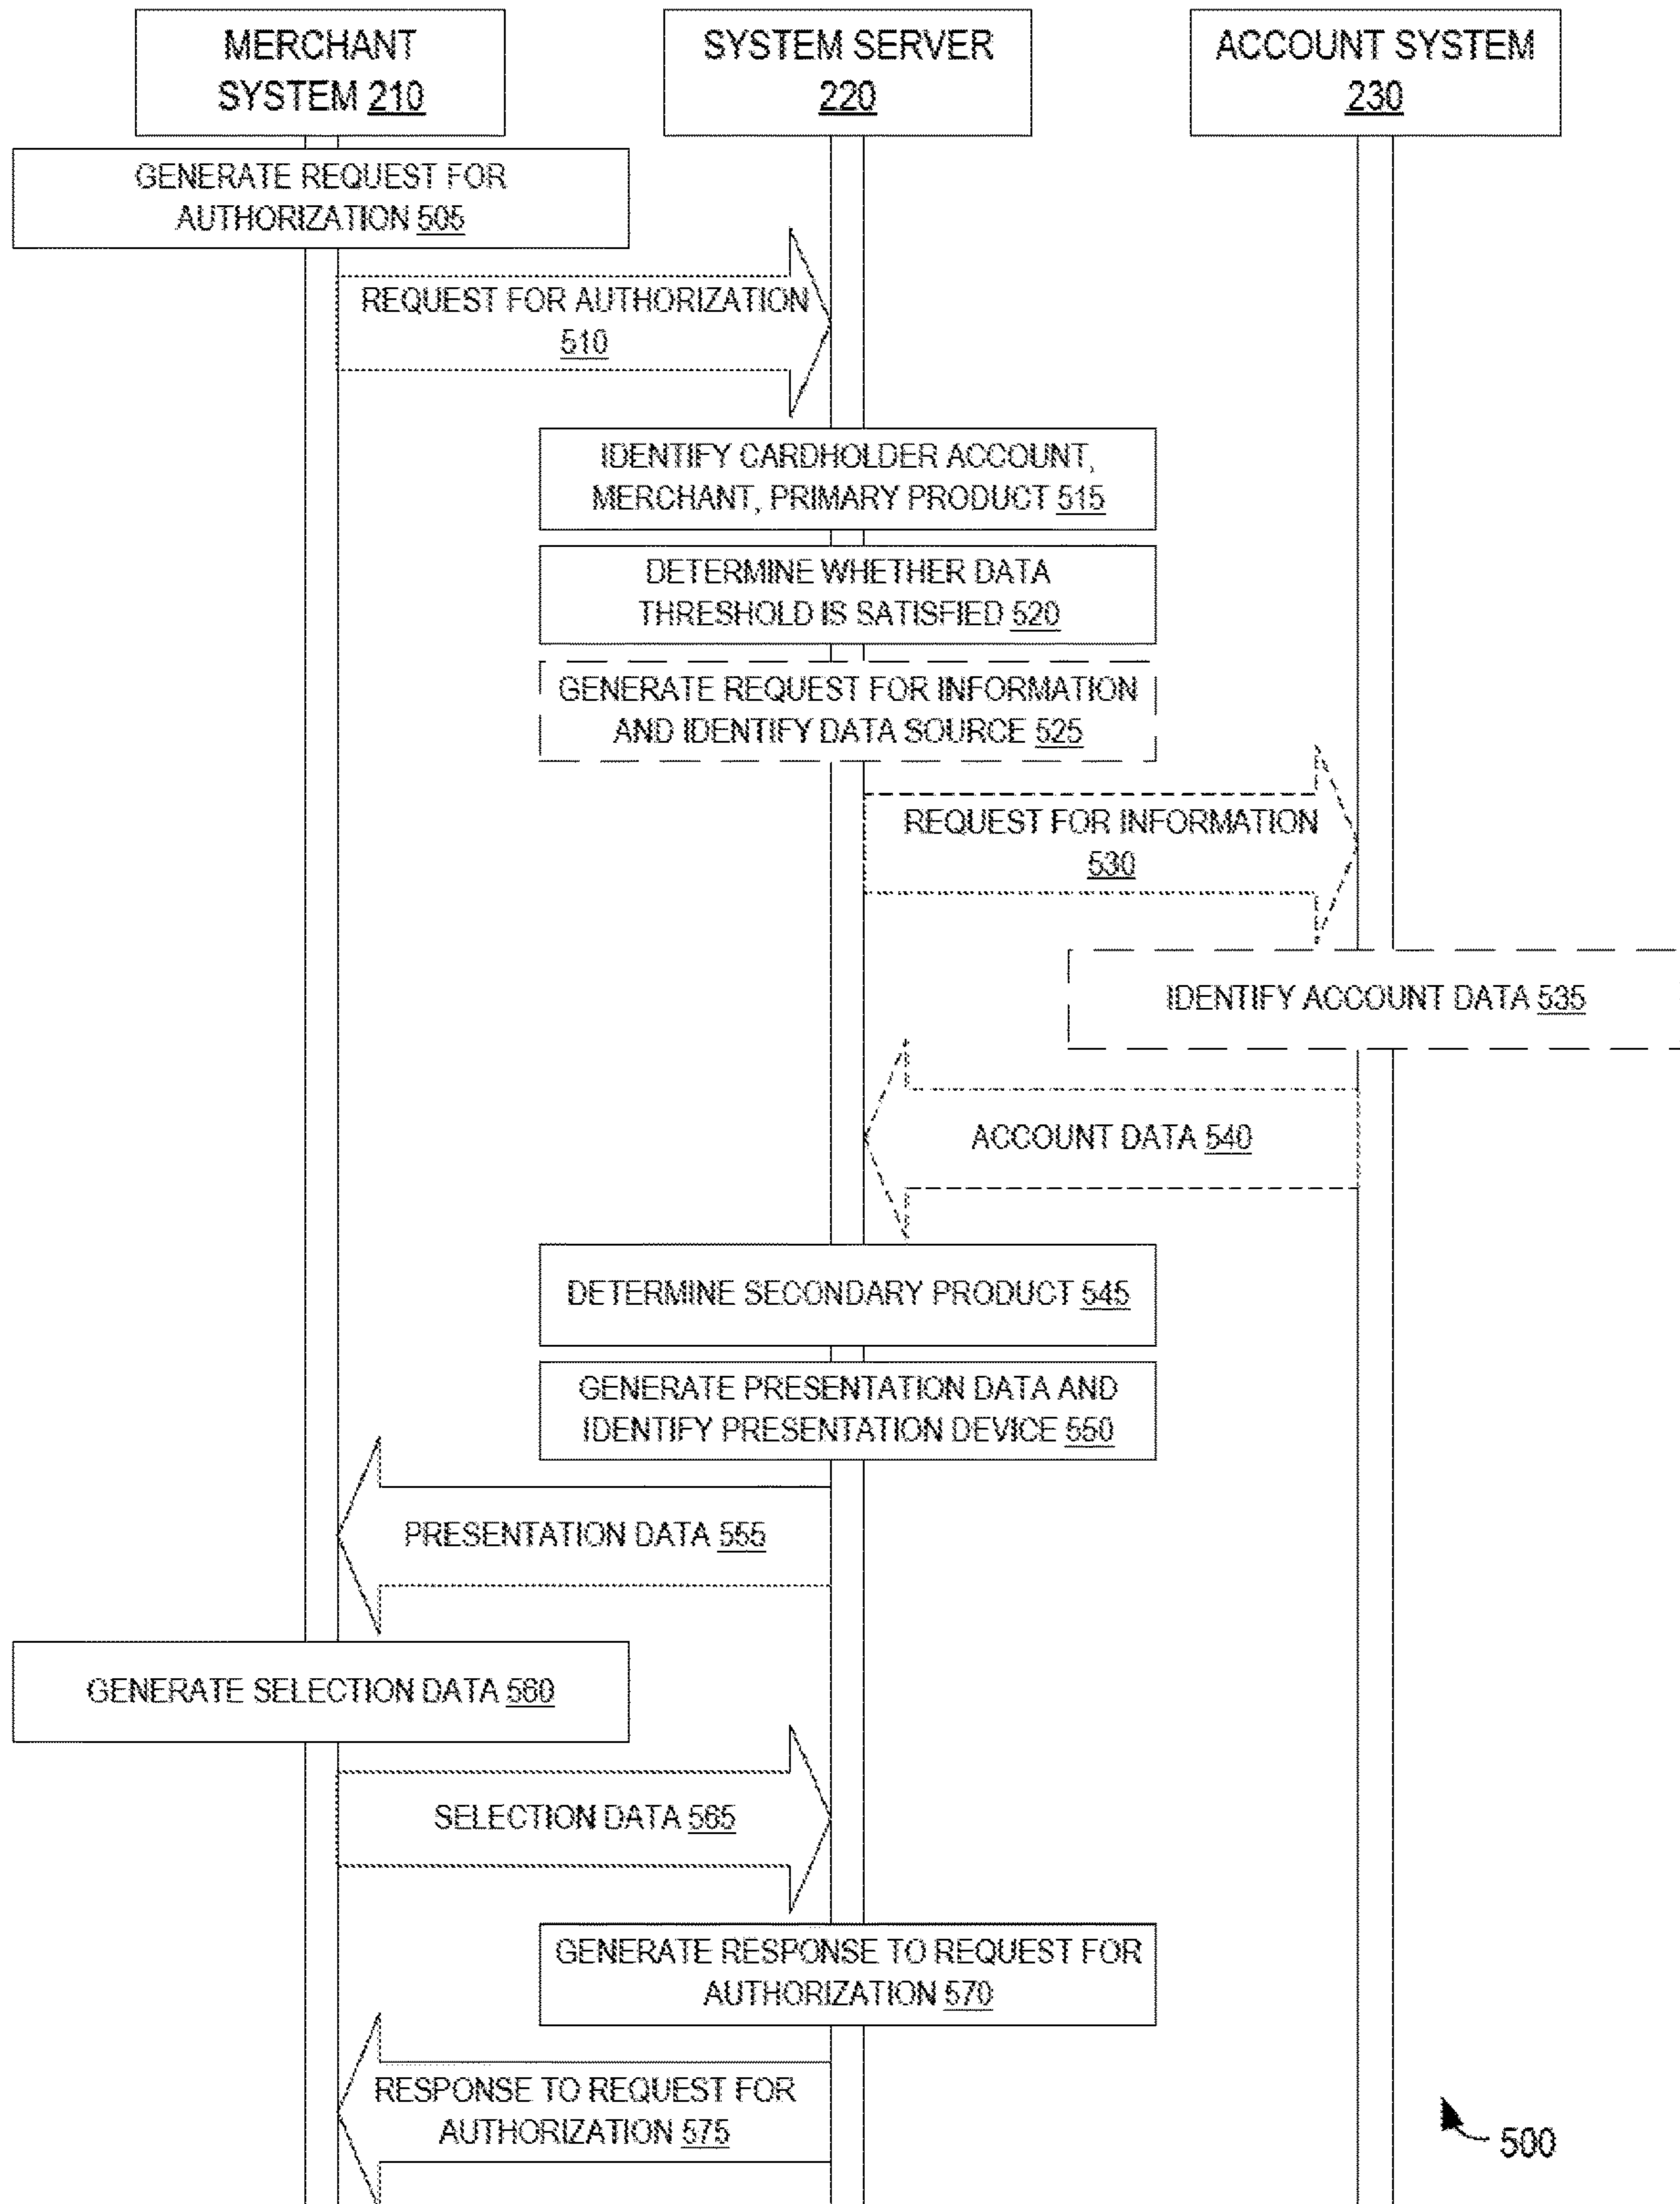 MERCHANT
SYSTEM 210
SYSTEM SERVER
220
ACCOUNT SYSTEM
230
GENERATE REQUEST FOR
AUTHORIZATION 505
REQUEST FOR AUTHORIZATION
510
IDENTIFY CARDHOLDER ACCOUNT,
MERCHANT, PRIMARY PRODUCT 515
DETERMINE WHETHER DATA
THRESHOLD IS SATISFIED 520
GENERATE REQUEST FOR INFORMATION
AND IDENTIFY DATA SOURCE 525
REQUEST FOR INFORMATION
530
IDENTIFY ACCOUNT DATA 535
ACCOUNT DATA 540
DETERMINE SECONDARY PRODUCT 545
GENERATE PRESENTATION DATA AND
IDENTIFY PRESENTATION DEVICE 550
PRESENTATION DATA 555
GENERATE SELECTION DATA 560
SELECTION DATA 565
GENERATE RESPONSE TO REQUEST FOR
AUTHORIZATION 570
RESPONSE TO REQUEST FOR
AUTHORIZATION 575
500